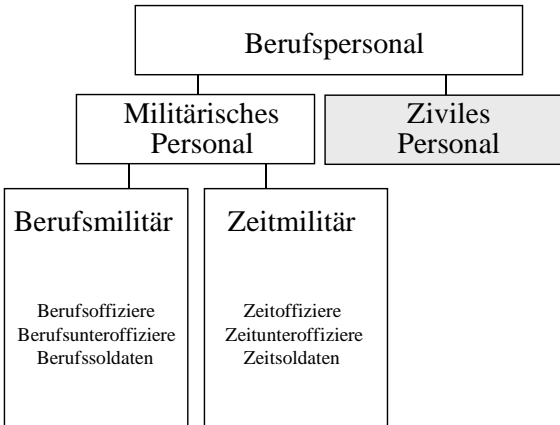 Berufspersonal
Militärisches
Personal
Ziviles
Personal
Berufsmilitär
Berufsoffiziere
Berufsunteroffiziere
Berufssoldaten
Zeitmilitär
Zeitoffiziere
Zeitunteroffiziere
Zeitsoldaten